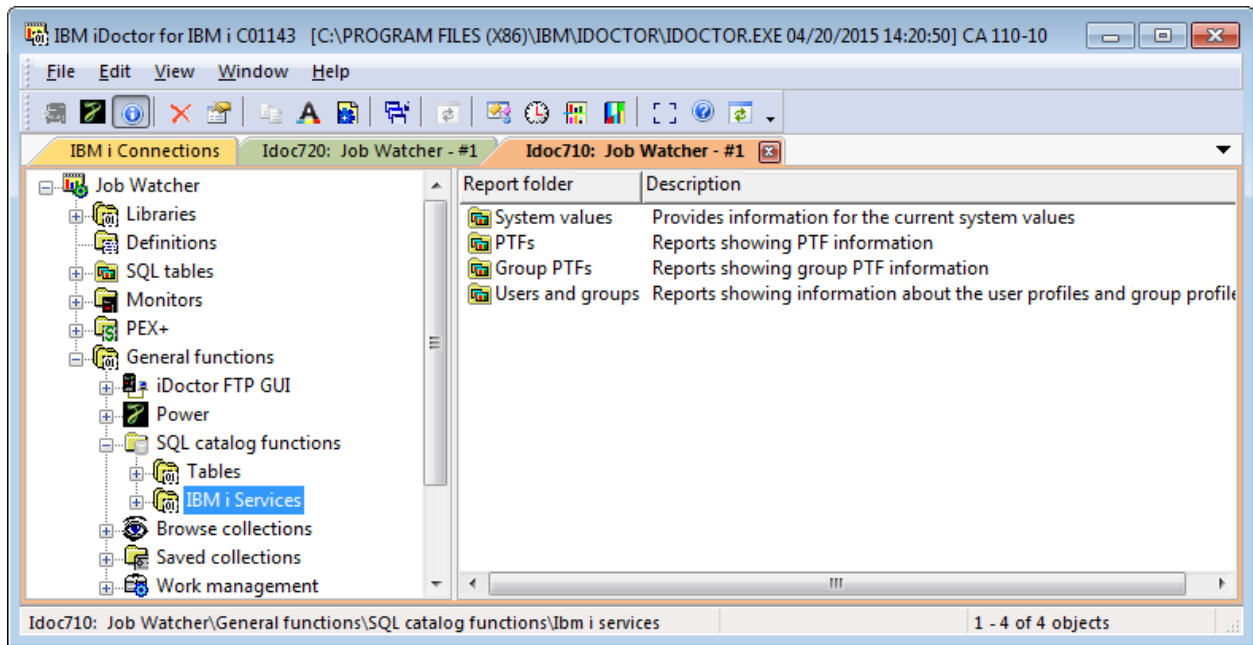 IBM iDoctor for IBM i C01143 [C:\PROGRAM FILES (X86)\IBM\IDOCTOR\IDOCTOR.EXE 04/20/2015 14:20:50] CA 110-10
File Edit View Window Help
IBM i Connections Idoc720: Job Watcher - #1 Idoc710: Job Watcher - #1
Job Watcher
Libraries
Definitions
SQL tables
Monitors
PEX+
General functions
iDoctor FTP GUI
Power
SQL catalog functions
Tables
IBM i Services
Browse collections
Saved collections
Work management
Report folder Description
System values Provides information for the current system values
PTFs Reports showing PTF information
Group PTFs Reports showing group PTF information
Users and groups Reports showing information about the user profiles and group profile
Idoc710: Job Watcher\General functions\SQL catalog functions\Ibm i services 1 - 4 of 4 objects